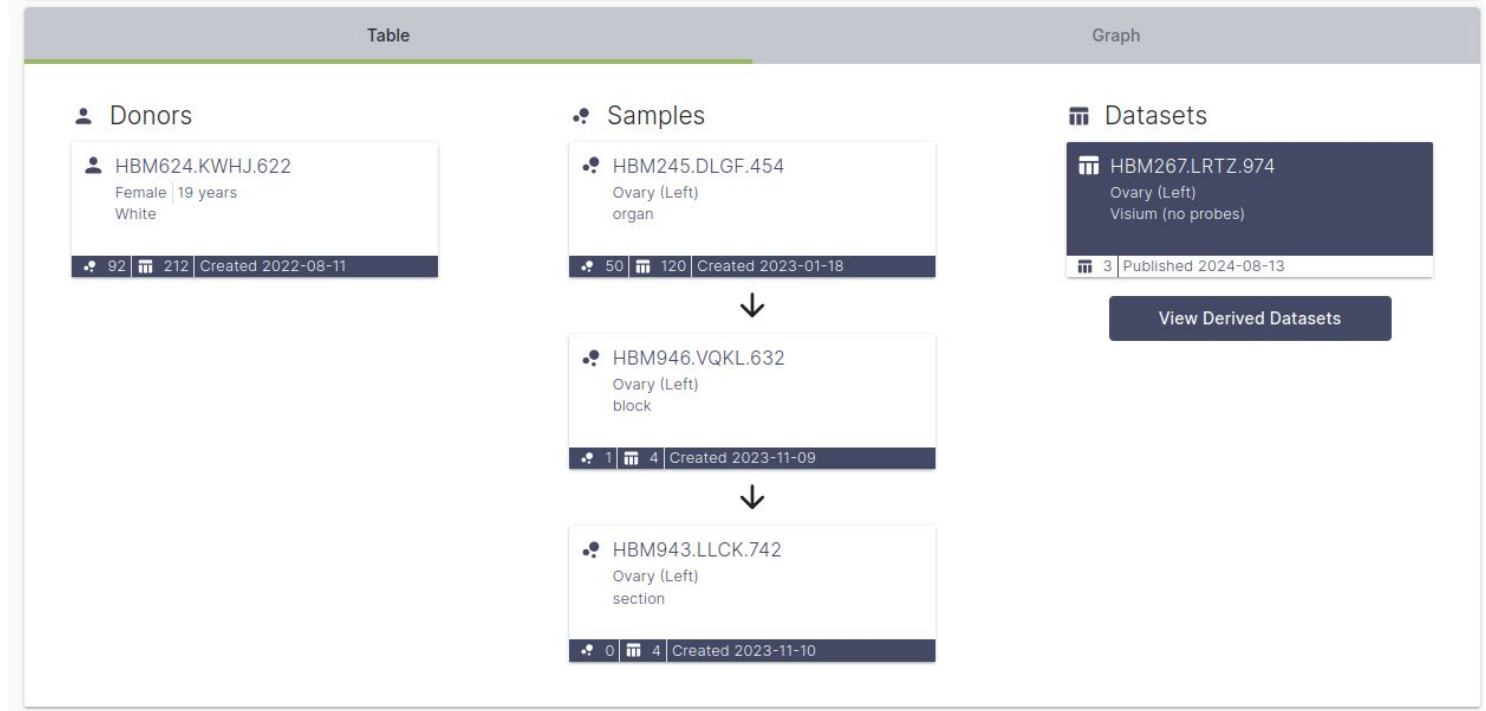 Table
Graph
Donors
HBM624.KWHJ.622
Female | 19 years
White
92 | 212 | Created 2022-08-11
Samples
HBM245.DLGF.454
Ovary (Left)
organ
50 | 120 | Created 2023-01-18
HBM946.VQKL.632
Ovary (Left)
block
1 | 4 | Created 2023-11-09
HBM943.LLCK.742
Ovary (Left)
section
0 | 4 | Created 2023-11-10
Datasets
HBM267.LRTZ.974
Ovary (Left)
Visium (no probes)
3 | Published 2024-08-13
View Derived Datasets